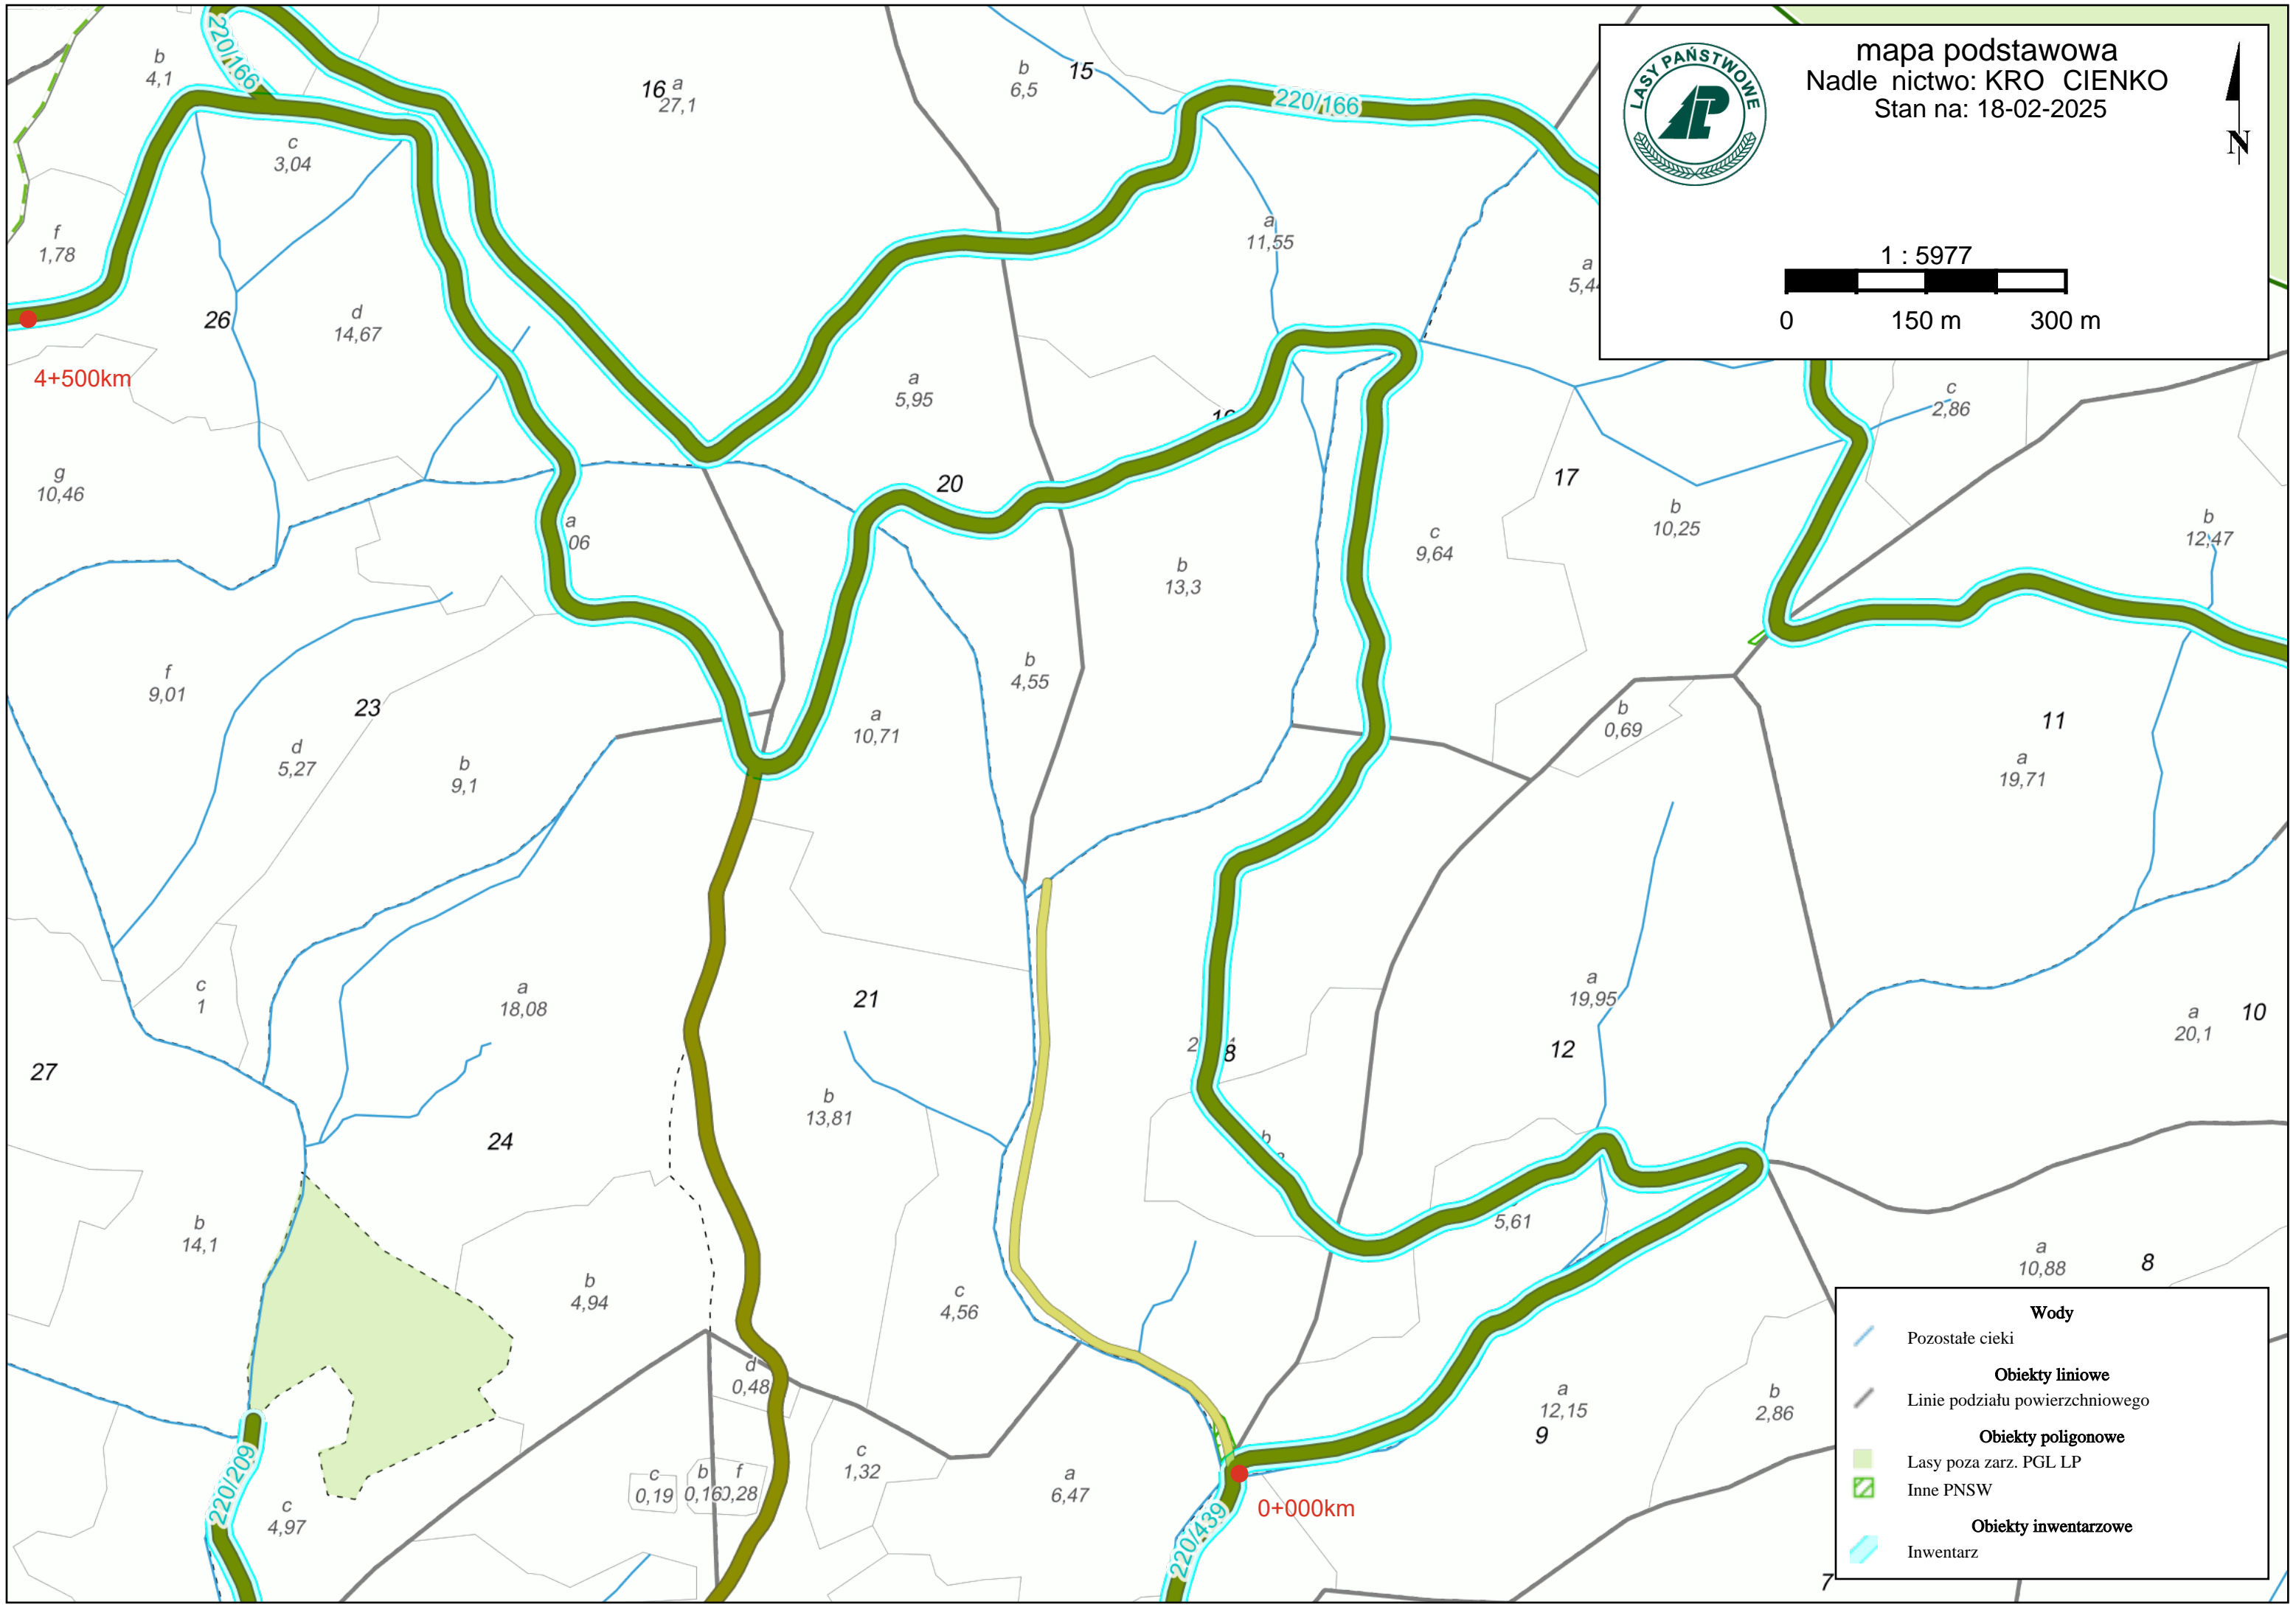 LASY PAŃSTWOWE
mapa podstawowa
Nadle nictwo: KRO CIENKO
Stan na: 18-02-2025
N
1 : 5977
0 150 m 300 m
220/166
b
4,1
16
a
27,1
b
6,5
15
220/166
c
3,04
f
1,78
a
11,55
a
26
d
14,67
4+500km
a
5,95
c
2,86
g
10,46
20
17
b
10,25
b
12,47
a
06
c
9,64
b
13,3
f
9,01
23
b
4,55
a
10,71
b
0,69
11
d
5,27
b
9,1
a
19,71
c
1
a
18,08
21
a
19,95
10
a
20,1
27
12
b
13,81
24
b
14,1
b
4,94
c
4,56
5,61
a
10,88
8
d
0,48
a
12,15
9
b
2,86
c
1,32
a
6,47
c
0,19
b
0,16
f
0,28
220/209
c
4,97
220/439
0+000km
7
Wody
Pozostałe cieki
Obiekty liniowe
Linie podziału powierzchniowego
Obiekty poligonowe
Lasy poza zarz. PGL LP
Inne PNSW
Obiekty inwentarzowe
Inwentarz